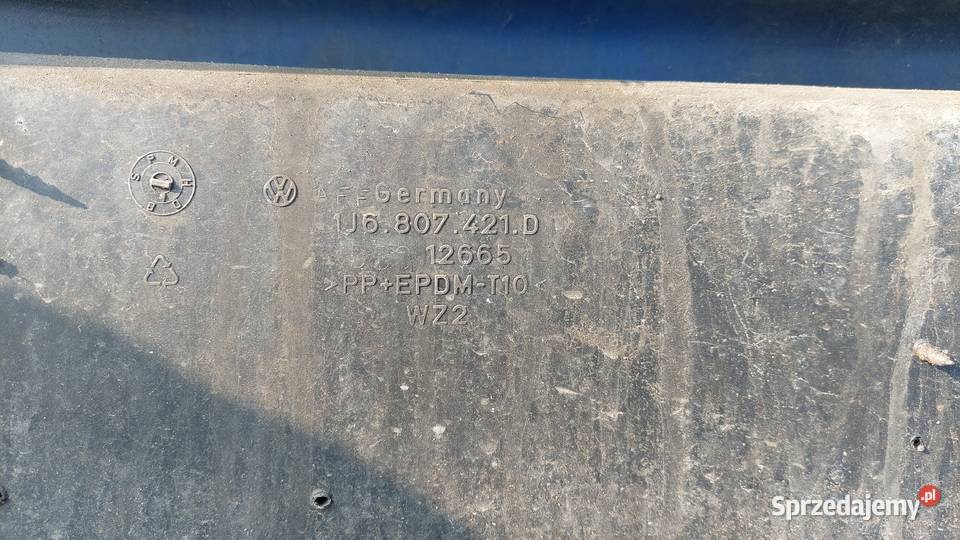 Germany
1J6.807.421.D
12665
>PP+EPDM-T10<
WZ2
Sprzedajemy.pl